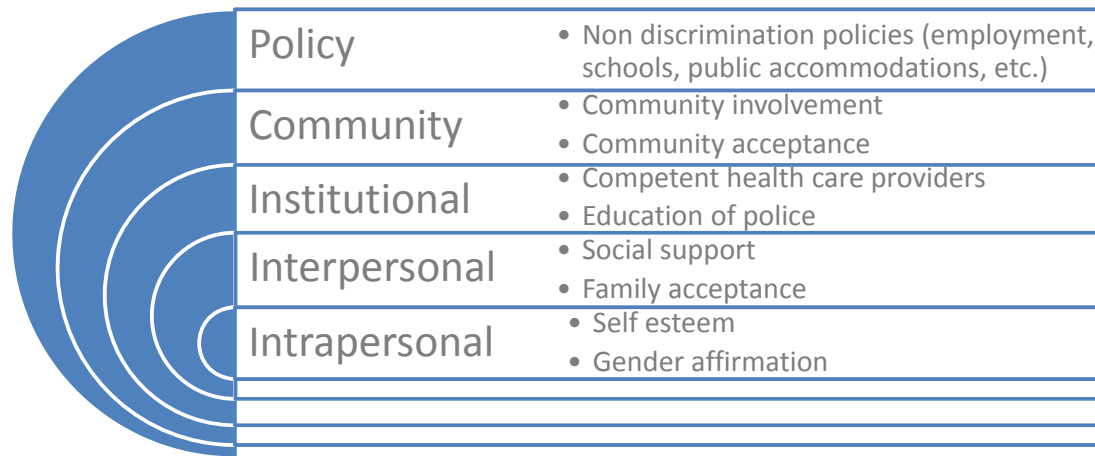 Policy
• Non discrimination policies (employment,
schools, public accommodations, etc.)
Community
• Community involvement
• Community acceptance
Institutional
• Competent health care providers
• Education of police
Interpersonal
• Social support
• Family acceptance
Intrapersonal
• Self esteem
• Gender affirmation